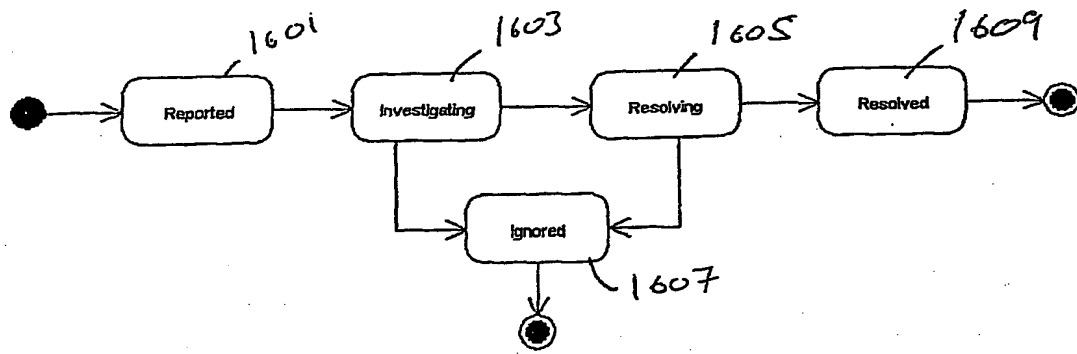 1601
1603
1605
1609
Reported
Investigating
Resolving
Resolved
Ignored
1607